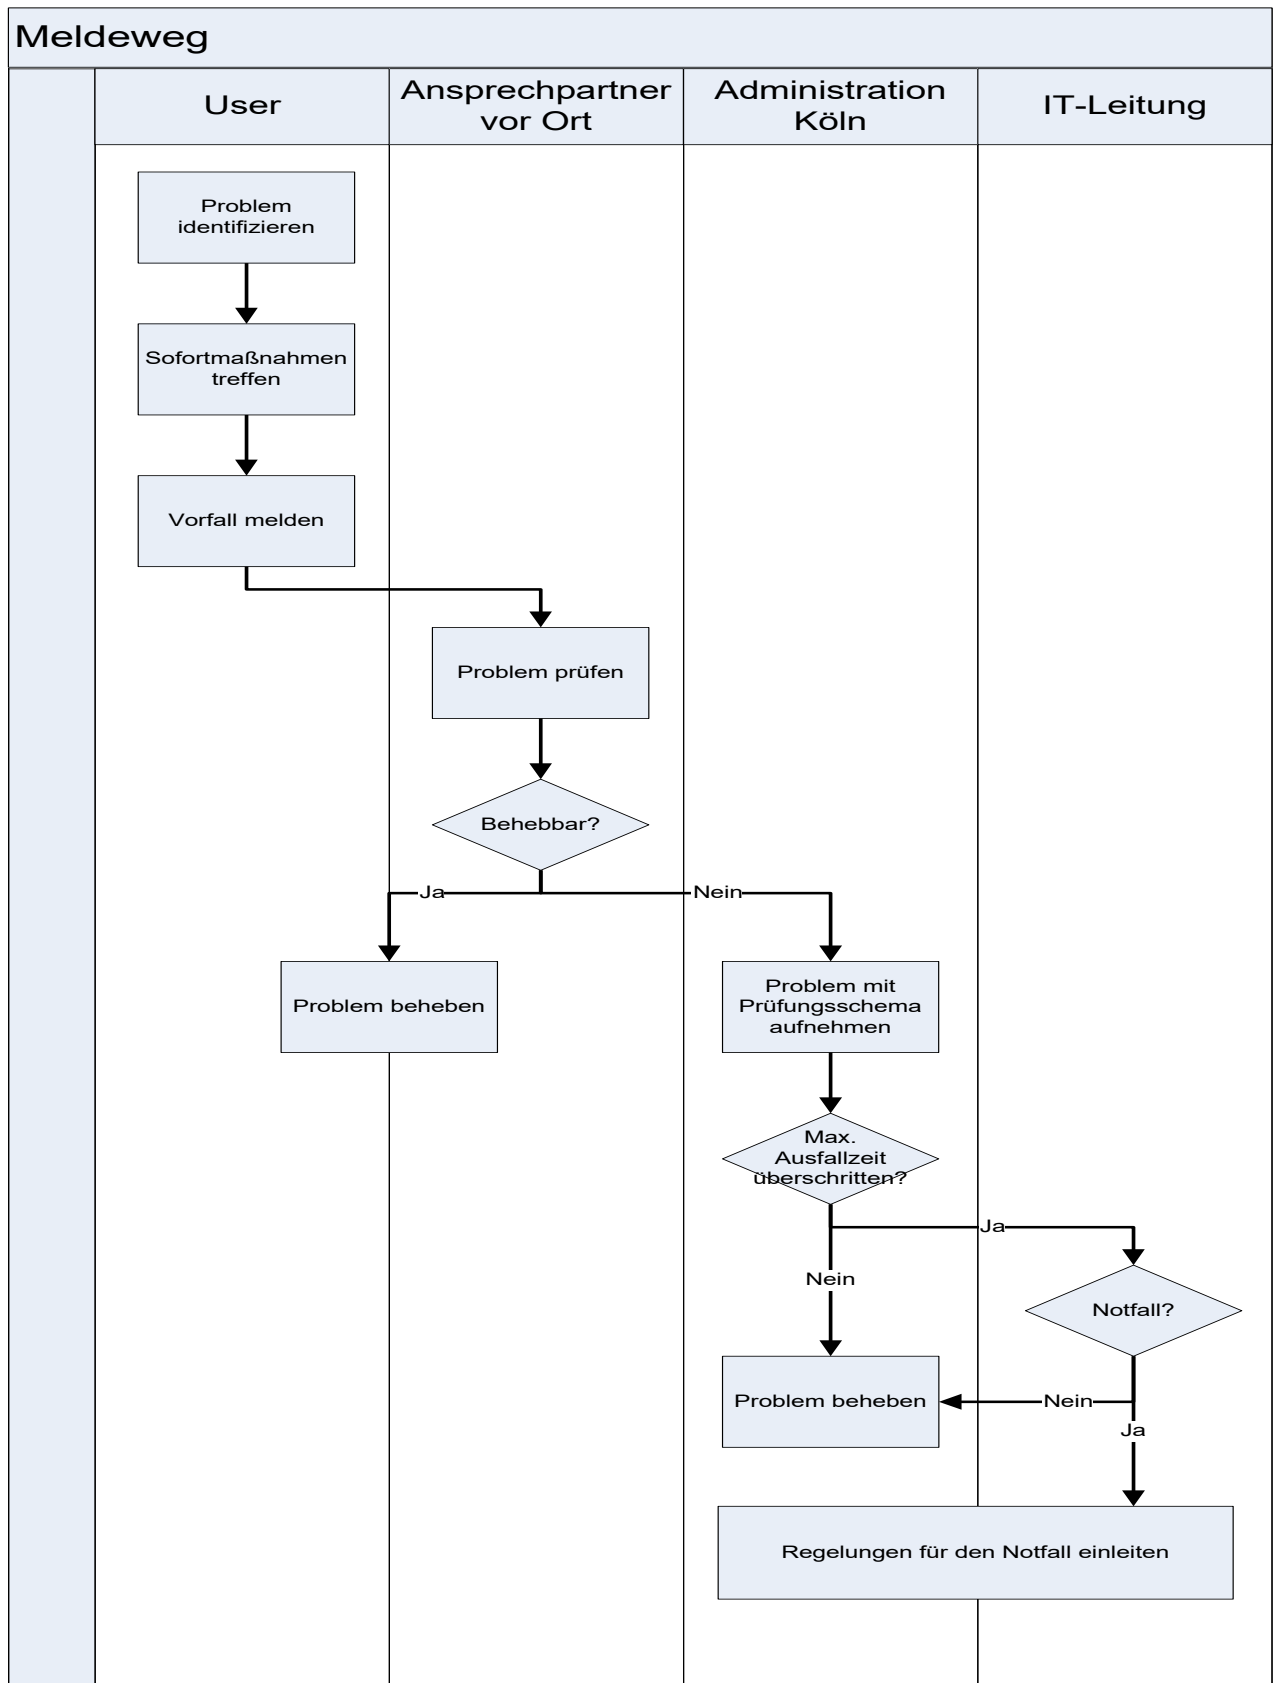 Meldeweg
User
Ansprechpartner
vor Ort
Administration
Köln
IT-Leitung
Problem
identifizieren
Sofortmaßnahmen
treffen
Vorfall melden
Problem prüfen
Behebbar?
Ja
Nein
Problem beheben
Problem mit
Prüfungsschema
aufnehmen
Max.
Ausfallzeit
überschritten?
Ja
Nein
Notfall?
Problem beheben
Nein
Ja
Regelungen für den Notfall einleiten